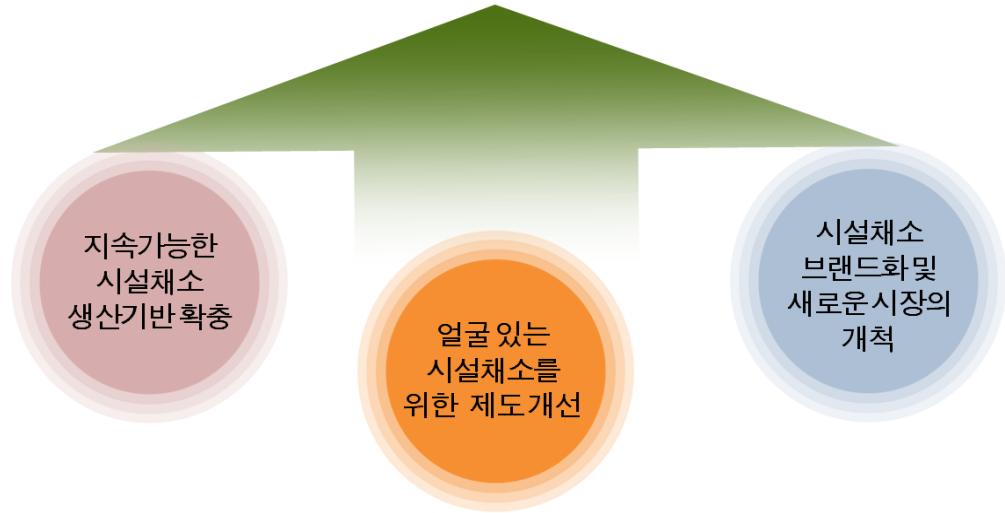 지속가능한
시설채소
생산기반 확충
얼굴 있는
시설채소를
위한 제도 개선
시설채소
브랜드화 및
새로운 시장의
개척